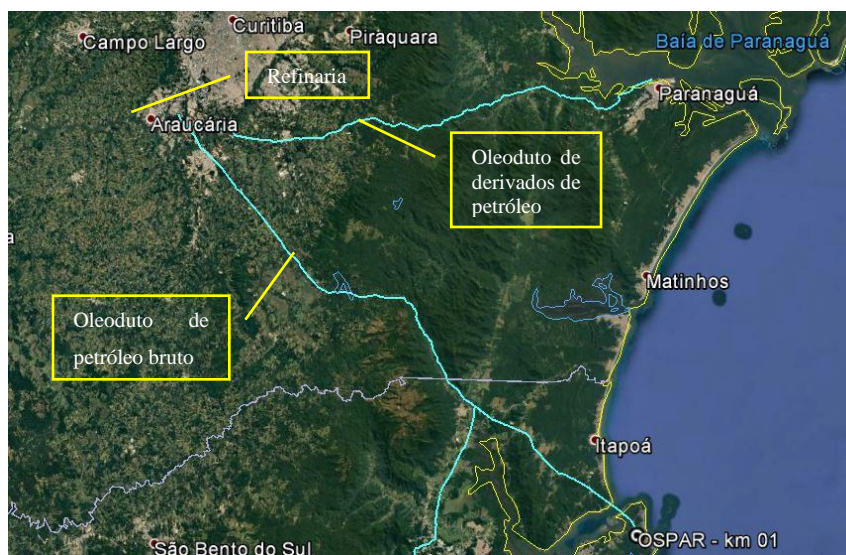 Curitiba
Campo Largo
Piraquara
Baía de Paranaguá
Refinaria
Paranaguá
Araucária
Oleoduto de
derivados de
petróleo
Matinhos
Oleoduto de
petróleo bruto
Itapoá
OSPAR - km 01
São Bento do Sul